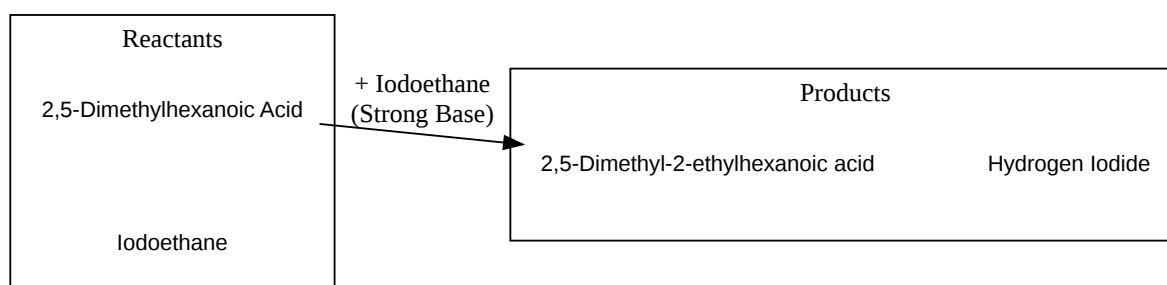 Reactants
2,5-Dimethylhexanoic Acid
Iodoethane
+ Iodoethane
(Strong Base)
Products
2,5-Dimethyl-2-ethylhexanoic acid
Hydrogen Iodide